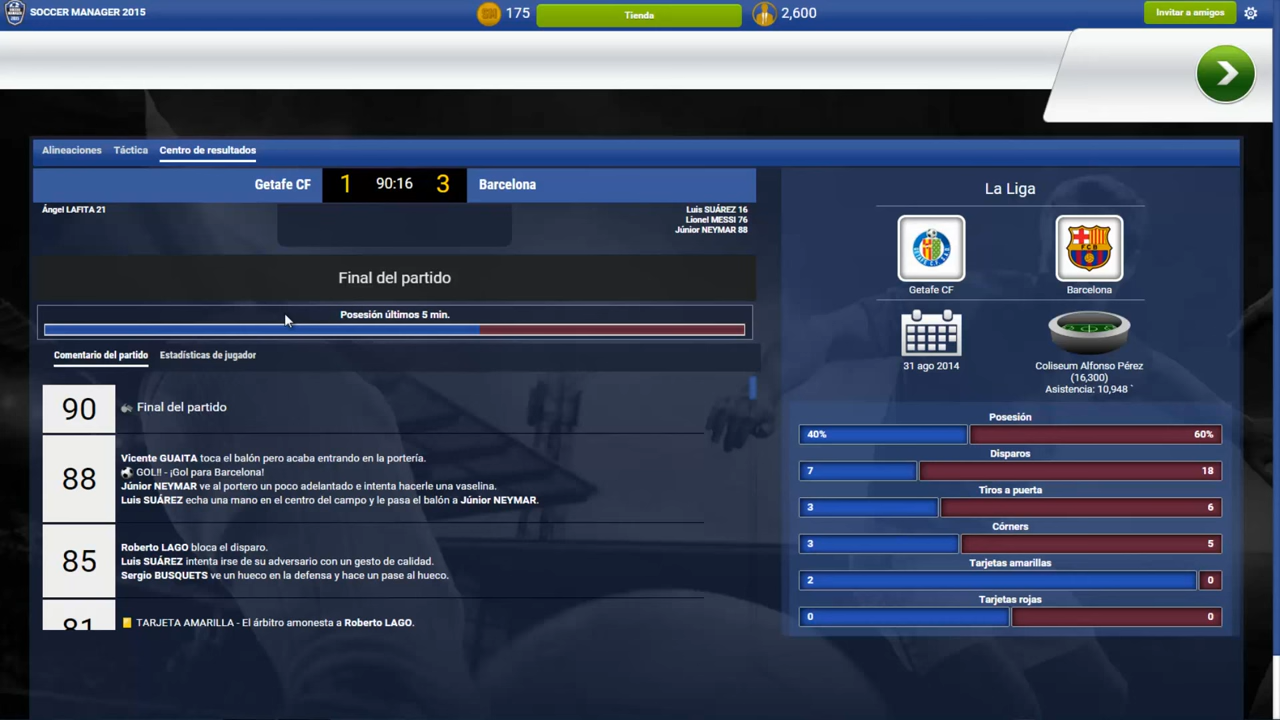 SOCCER MANAGER 2015
175
Tienda
2,600
Invitar a amigos
Alineaciones
Táctica
Centro de resultados
Getafe CF 1 90:16 3 Barcelona
Ángel LAFITA 21
Luis SUÁREZ 16
Lionel MESSI 76
Júnior NEYMAR 88
Final del partido
Posesión últimos 5 min.
Comentario del partido
Estadísticas de jugador
90
Final del partido
88
Vicente GUAITA toca el balón pero acaba entrando en la portería.
GOL!! - ¡Gol para Barcelona!
Júnior NEYMAR ve al portero un poco adelantado e intenta hacerle una vaselina.
Luis SUÁREZ echa una mano en el centro del campo y le pasa el balón a Júnior NEYMAR.
85
Roberto LAGO bloca el disparo.
Luis SUÁREZ intenta irse de su adversario con un gesto de calidad.
Sergio BUSQUETS ve un hueco en la defensa y hace un pase al hueco.
81
TARJETA AMARILLA - El árbitro amonesta a Roberto LAGO.
La Liga
Getafe CF
Barcelona
31 ago 2014
Coliseum Alfonso Pérez
(16,300)
Asistencia: 10,948 `
Posesión
40% 60%
Disparos
7 18
Tiros a puerta
3 6
Córners
3 5
Tarjetas amarillas
2 0
Tarjetas rojas
0 0